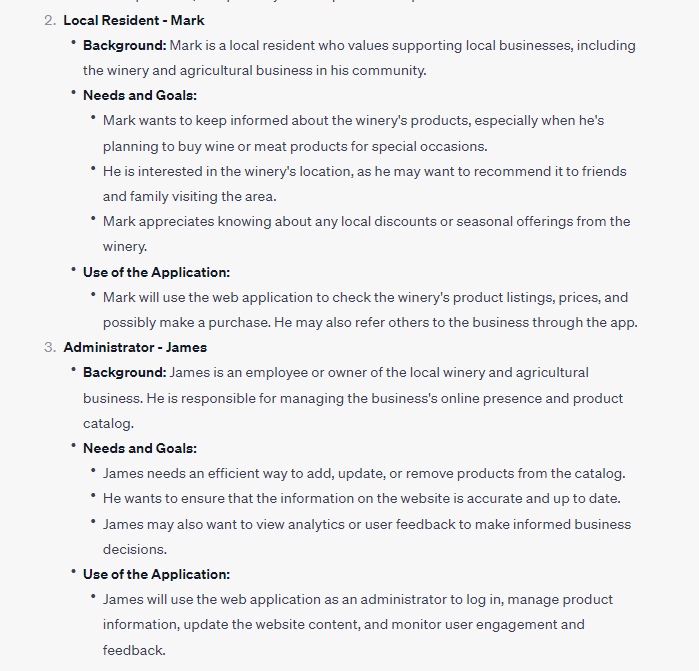 2. Local Resident - Mark
• Background: Mark is a local resident who values supporting local businesses, including
the winery and agricultural business in his community.
• Needs and Goals:
• Mark wants to keep informed about the winery's products, especially when he's
planning to buy wine or meat products for special occasions.
• He is interested in the winery's location, as he may want to recommend it to friends
and family visiting the area.
• Mark appreciates knowing about any local discounts or seasonal offerings from the
winery.
• Use of the Application:
• Mark will use the web application to check the winery's product listings, prices, and
possibly make a purchase. He may also refer others to the business through the app.
3. Administrator - James
• Background: James is an employee or owner of the local winery and agricultural
business. He is responsible for managing the business's online presence and product
catalog.
• Needs and Goals:
• James needs an efficient way to add, update, or remove products from the catalog.
• He wants to ensure that the information on the website is accurate and up to date.
• James may also want to view analytics or user feedback to make informed business
decisions.
• Use of the Application:
• James will use the web application as an administrator to log in, manage product
information, update the website content, and monitor user engagement and
feedback.